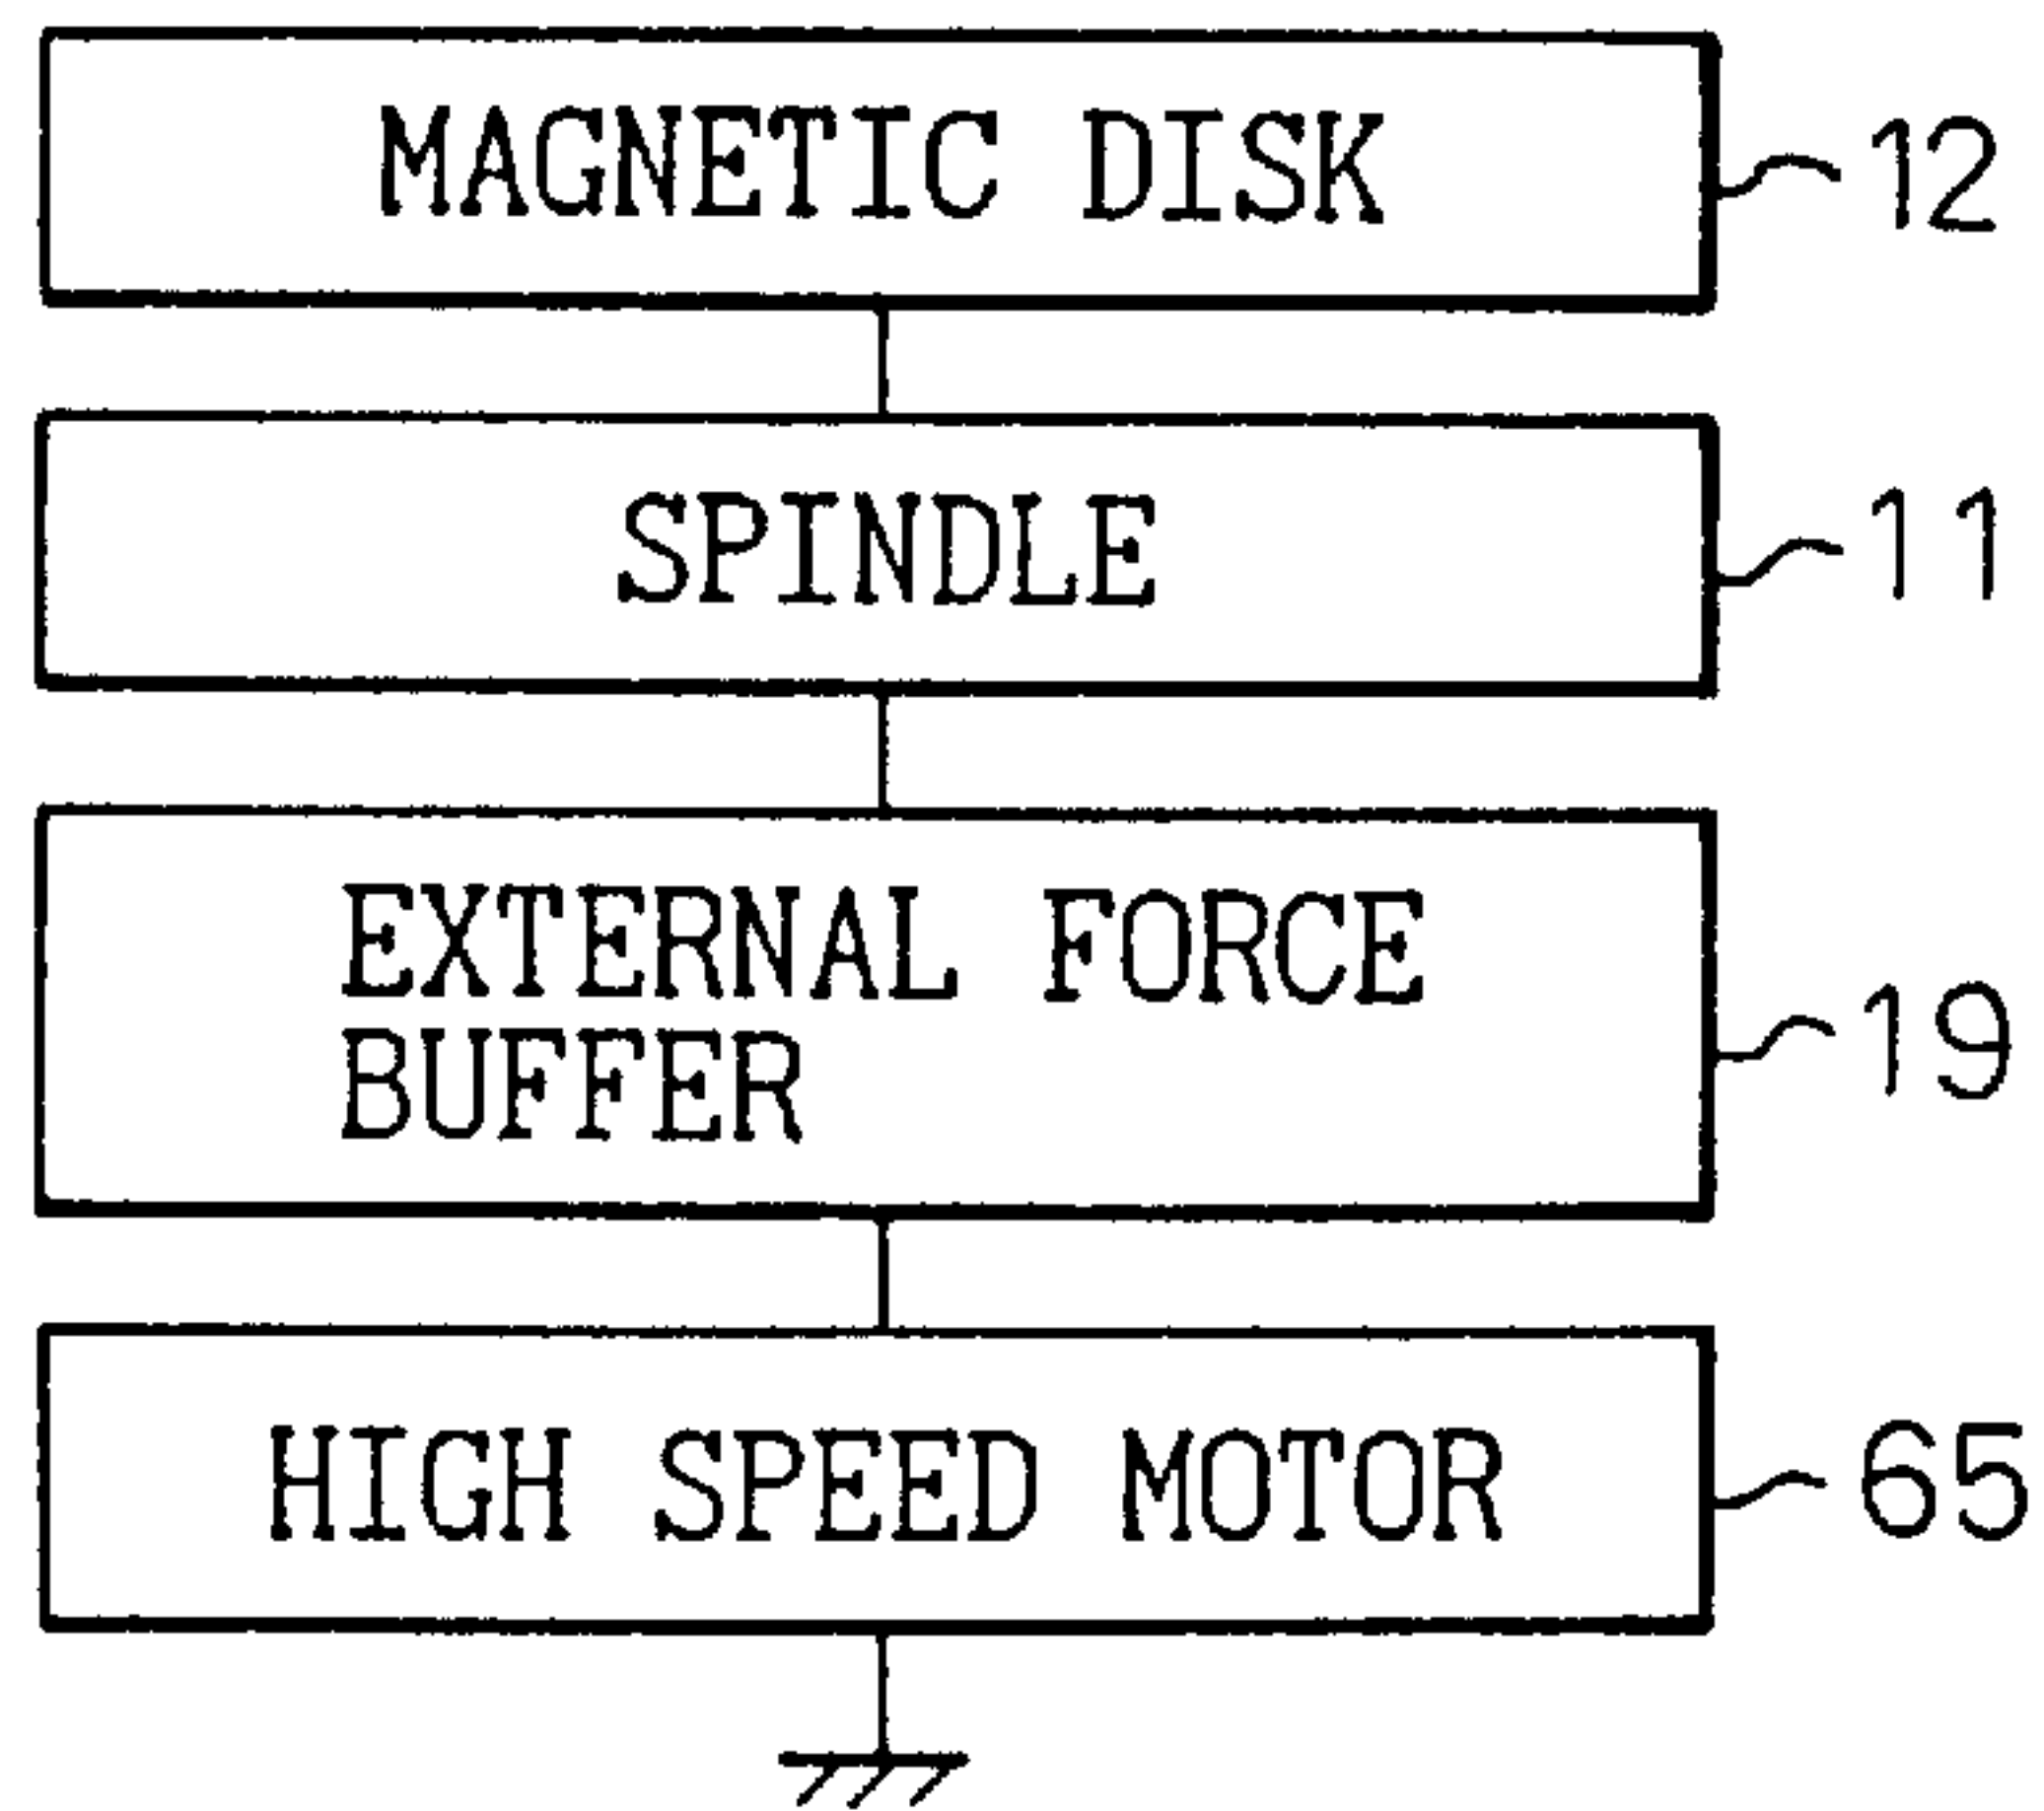 MAGNETIC DISK 12
SPINDLE 11
EXTERNAL FORCE
BUFFER 19
HIGH SPEED MOTOR 65